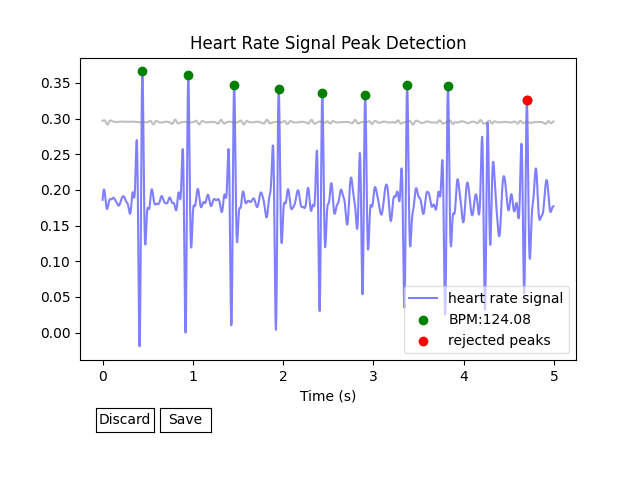 Heart Rate Signal Peak Detection
0.35
0.30
0.25
0.20
0.15
0.10
0.05
0.00
heart rate signal
BPM:124.08
rejected peaks
0 1 2 3 4 5
Time (s)
Discard Save